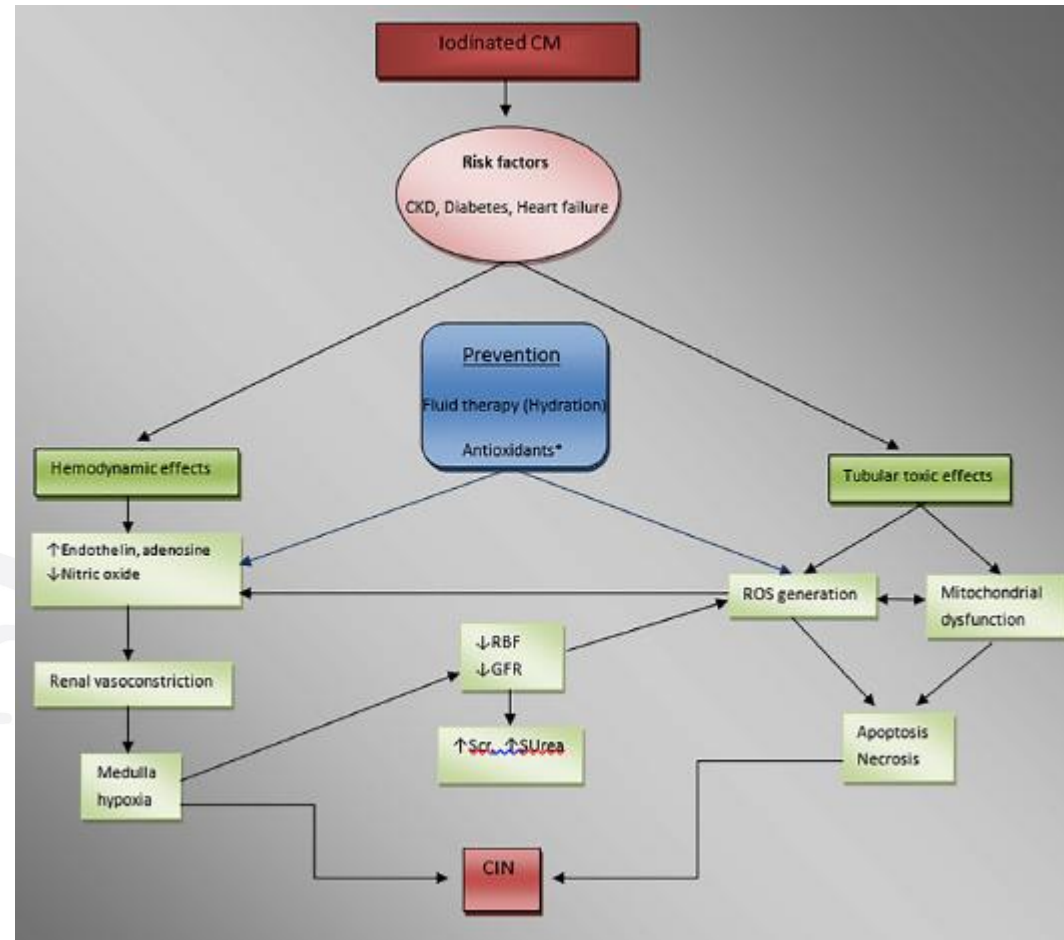 Iodinated CM
Risk factors
CKD, Diabetes, Heart failure
Prevention
Fluid therapy (Hydration)
Antioxidants*
Hemodynamic effects
Tubular toxic effects
↑Endothelin, adenosine
↓Nitric oxide
ROS generation
Mitochondrial
dysfunction
↓RBF
↓GFR
Renal vasoconstriction
↑Scr, ↑SUrea
Apoptosis
Necrosis
Medulla
hypoxia
CIN